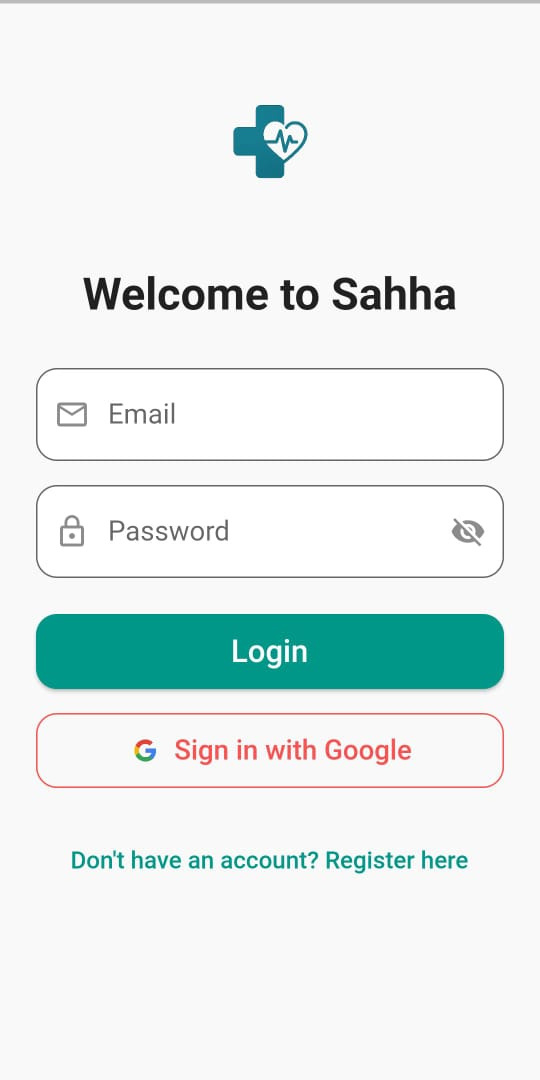 Welcome to Sahha
Email
Password
Login
Sign in with Google
Don't have an account? Register here